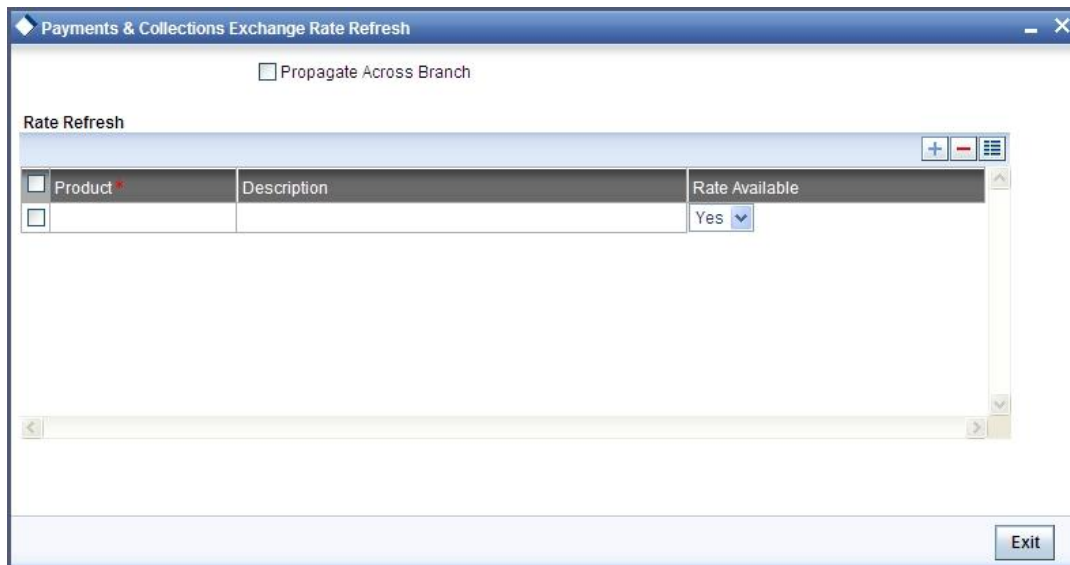 Payments & Collections Exchange Rate Refresh
Propagate Across Branch
Rate Refresh
Product * Description Rate Available
Yes
Exit